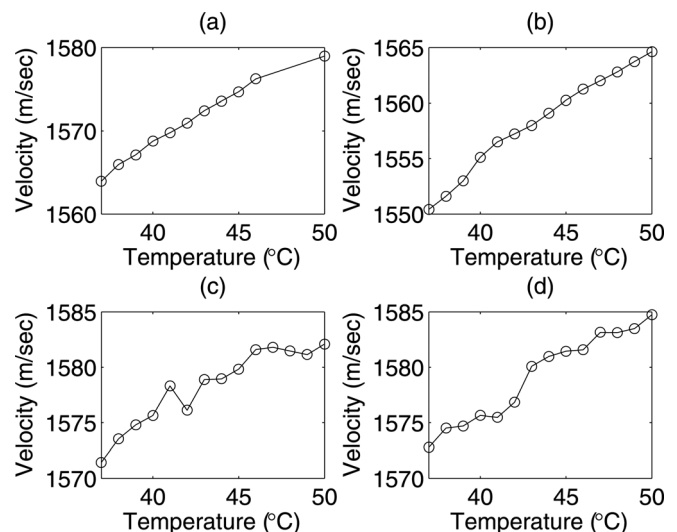 (a)
(b)
Velocity (m/sec)
1580
1570
1560
40
45
50
Temperature (°C)
Velocity (m/sec)
1565
1560
1555
1550
40
45
50
Temperature (°C)
(c)
(d)
Velocity (m/sec)
1585
1580
1575
1570
40
45
50
Temperature (°C)
Velocity (m/sec)
1585
1580
1575
1570
40
45
50
Temperature (°C)